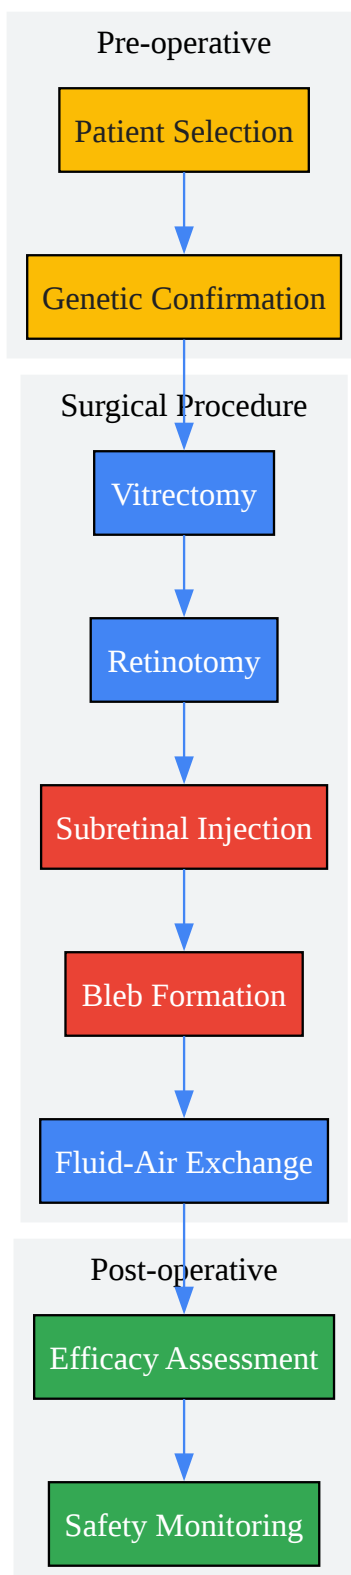 Pre-operative
Patient Selection
Genetic Confirmation
Surgical Procedure
Vitrectomy
Retinotomy
Subretinal Injection
Bleb Formation
Fluid-Air Exchange
Post-operative
Efficacy Assessment
Safety Monitoring